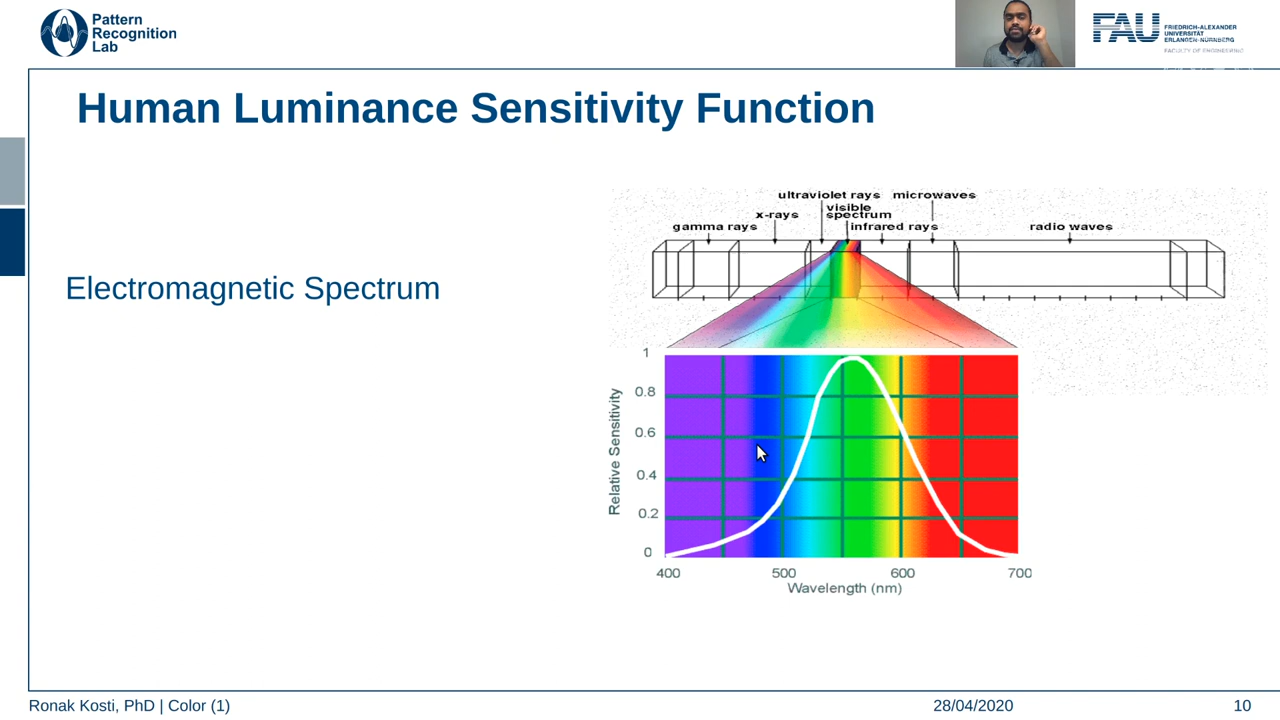 Pattern
Recognition
Lab
FAU
FRIEDRICH-ALEXANDER
UNIVERSITÄT
ERLANGEN-NÜRNBERG
FACULTY OF ENGINEERING
Human Luminance Sensitivity Function
Electromagnetic Spectrum
ultraviolet rays microwaves
visible
x-rays spectrum
gamma rays infrared rays radio waves
1
0.8
0.6
0.4
0.2
0
Relative Sensitivity
400 500 600 700
Wavelength (nm)
Ronak Kosti, PhD | Color (1) 28/04/2020 10